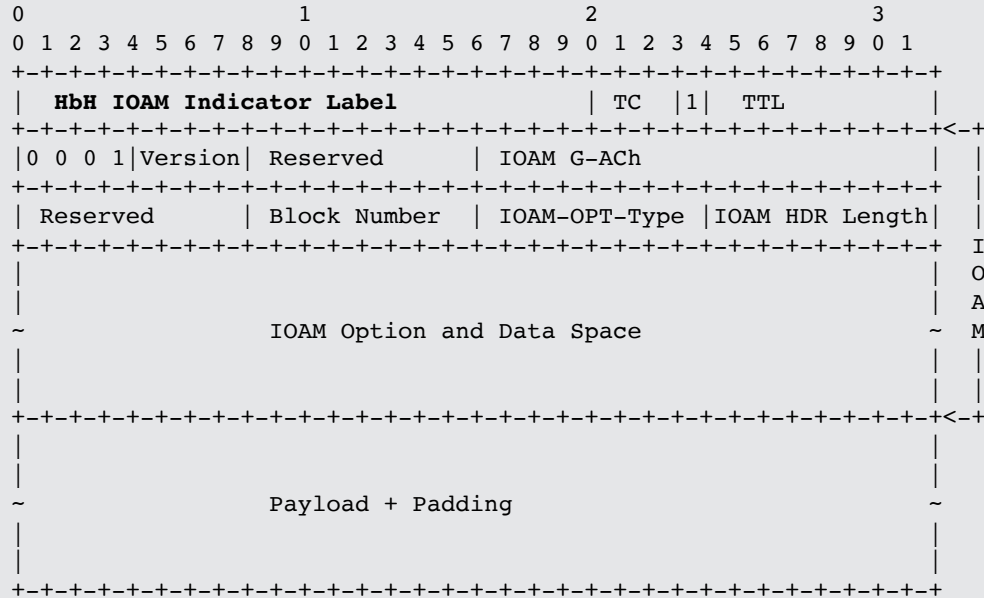 0                   1                   2                   3
0 1 2 3 4 5 6 7 8 9 0 1 2 3 4 5 6 7 8 9 0 1 2 3 4 5 6 7 8 9 0 1
+-+-+-+-+-+-+-+-+-+-+-+-+-+-+-+-+-+-+-+-+-+-+-+-+-+-+-+-+-+-+-+-+
|  HbH IOAM Indicator Label             | TC  |1|  TTL          |
+-+-+-+-+-+-+-+-+-+-+-+-+-+-+-+-+-+-+-+-+-+-+-+-+-+-+-+-+-+-+-+-+<-+
|0 0 0 1|Version| Reserved      | IOAM G-ACh                    |  |
+-+-+-+-+-+-+-+-+-+-+-+-+-+-+-+-+-+-+-+-+-+-+-+-+-+-+-+-+-+-+-+-+  |
| Reserved      | Block Number  | IOAM-OPT-Type |IOAM HDR Length|  |
+-+-+-+-+-+-+-+-+-+-+-+-+-+-+-+-+-+-+-+-+-+-+-+-+-+-+-+-+-+-+-+-+  I
|                                                               |  O
|                                                               |  A
~                 IOAM Option and Data Space                    ~  M
|                                                               |  |
|                                                               |  |
+-+-+-+-+-+-+-+-+-+-+-+-+-+-+-+-+-+-+-+-+-+-+-+-+-+-+-+-+-+-+-+-+<-+
|                                                               |
|                                                               |
~                 Payload + Padding                             ~
|                                                               |
|                                                               |
+-+-+-+-+-+-+-+-+-+-+-+-+-+-+-+-+-+-+-+-+-+-+-+-+-+-+-+-+-+-+-+-+